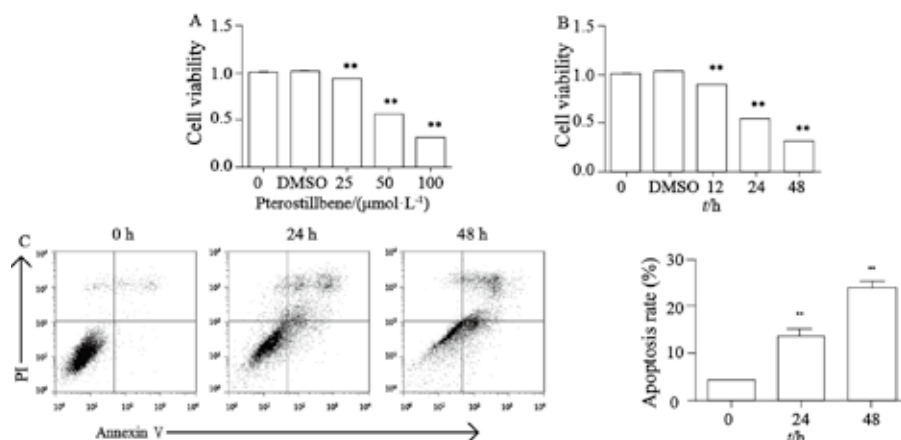 A
1.5
1.0
0.5
0.0
Cell viability
**
**
**
0 DMSO 25 50 100
Pterostillbene/(μmol·L⁻¹)
B
1.5
1.0
0.5
0.0
Cell viability
**
**
**
0 DMSO 12 24 48
t/h
C
0 h 24 h 48 h
PI
Annexin V
30
20
10
0
Apoptosis rate (%)
**
**
0 24 48
t/h